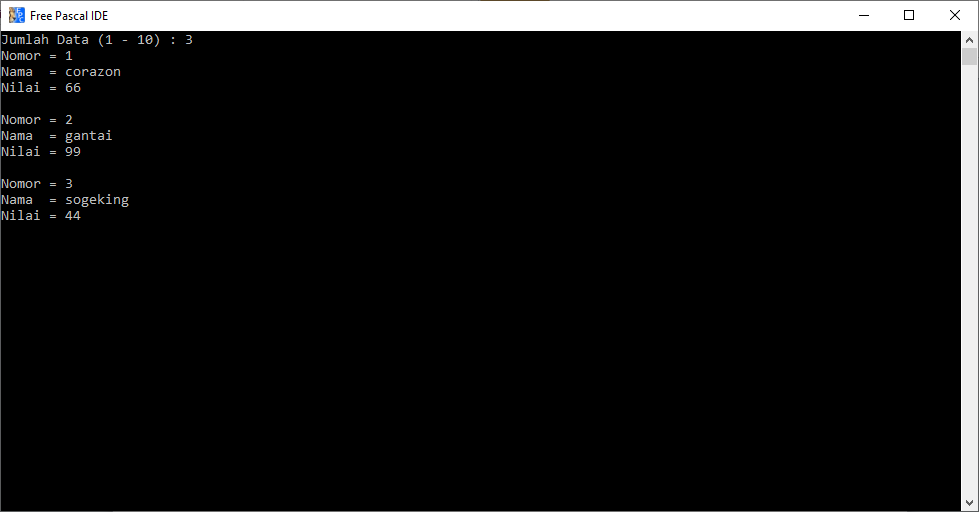 Free Pascal IDE
Jumlah Data (1 - 10) : 3
Nomor = 1
Nama  = corazon
Nilai = 66

Nomor = 2
Nama  = gantai
Nilai = 99

Nomor = 3
Nama  = sogeking
Nilai = 44